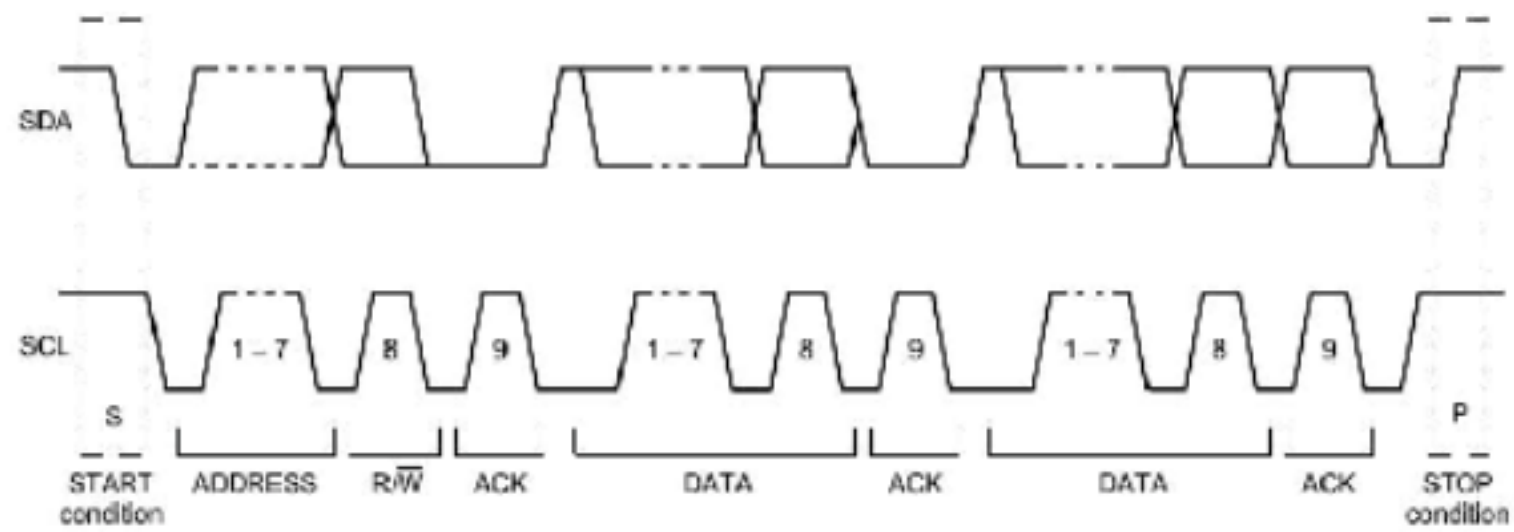 SDA
SCL
1 – 7
8
9
1 – 7
8
9
1 – 7
8
9
S
P
START
condition
ADDRESS
R/W̅
ACK
DATA
ACK
DATA
ACK
STOP
condition